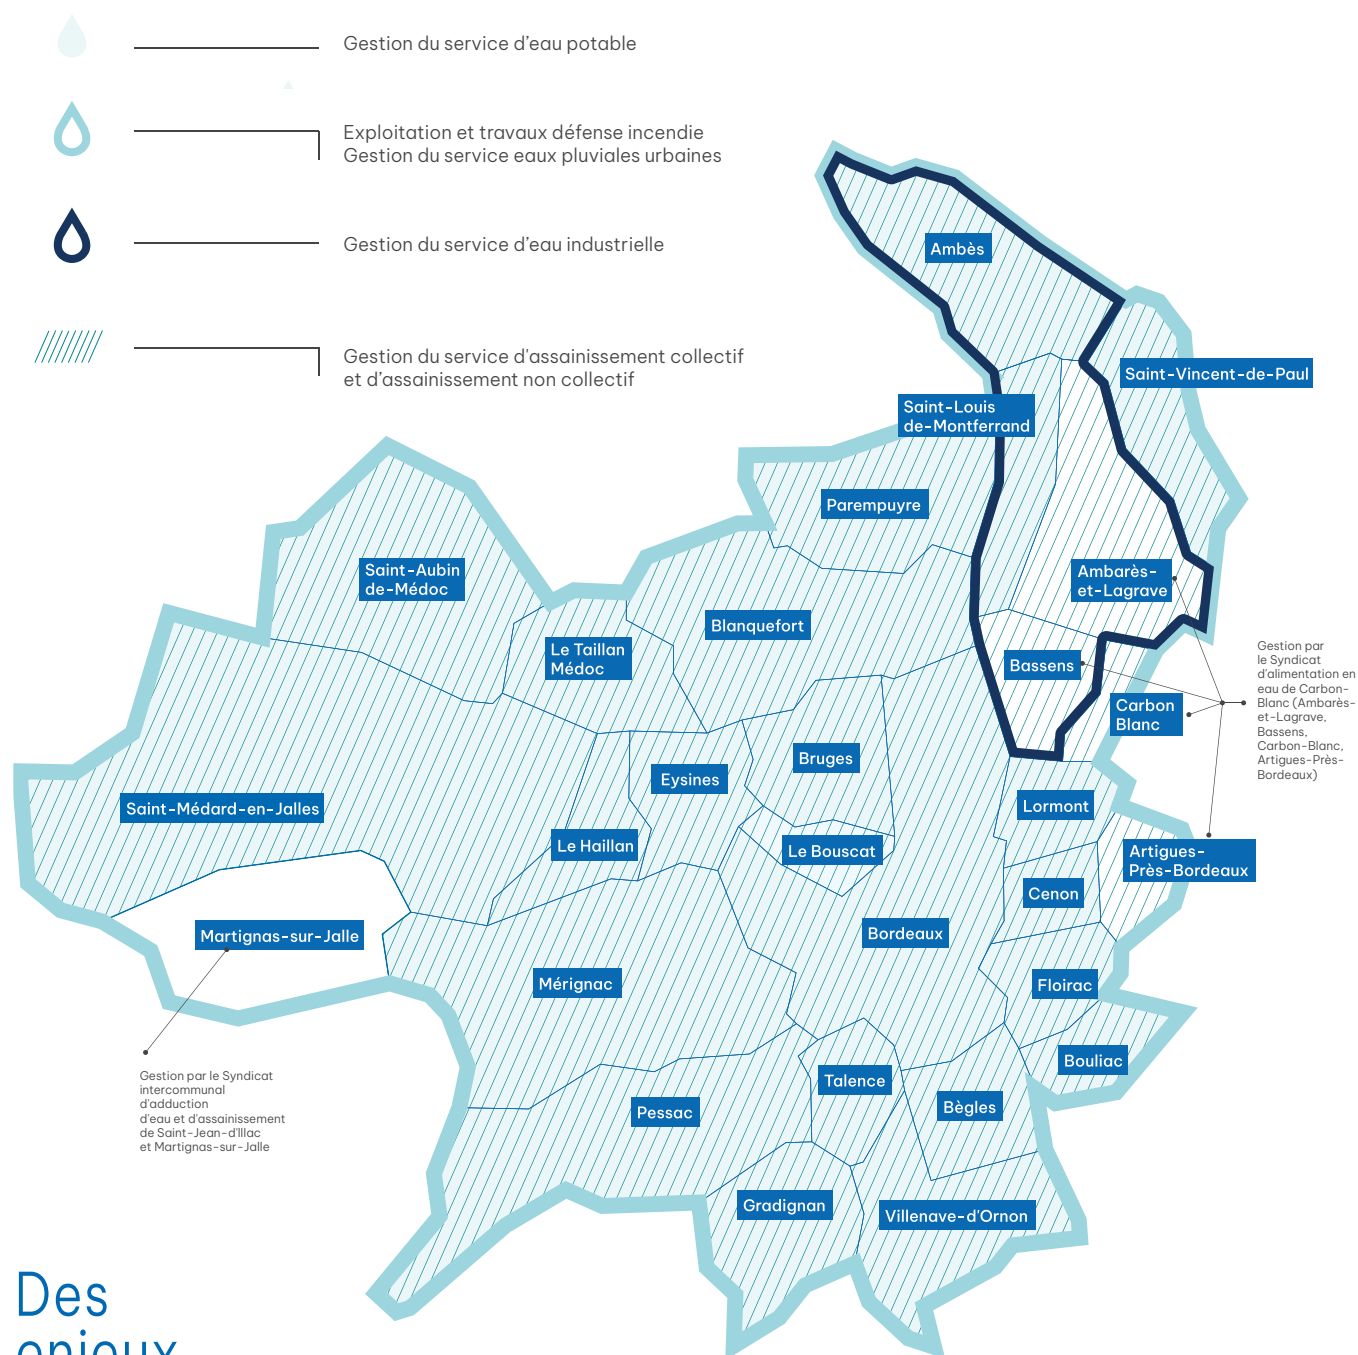 Gestion du service d’eau potable
Exploitation et travaux défense incendie
Gestion du service eaux pluviales urbaines
Gestion du service d’eau industrielle
Gestion du service d'assainissement collectif
et d’assainissement non collectif
Ambès
Saint-Vincent-de-Paul
Saint-Louis
de-Montferrand
Parempuyre
Saint-Aubin
de-Médoc
Ambarès-
et-Lagrave
Blanquefort
Le Taillan
Médoc
Bassens
Carbon
Blanc
Gestion par
le Syndicat
d'alimentation en
eau de Carbon-
Blanc (Ambarès-
et-Lagrave,
Bassens,
Carbon-Blanc,
Artigues-Près-
Bordeaux)
Bruges
Eysines
Saint-Médard-en-Jalles
Lormont
Le Haillan
Le Bouscat
Artigues-
Près-Bordeaux
Cenon
Martignas-sur-Jalle
Bordeaux
Mérignac
Floirac
Bouliac
Gestion par le Syndicat
intercommunal
d'adduction
d'eau et d'assainissement
de Saint-Jean-d'Illac
et Martignas-sur-Jalle
Talence
Pessac
Bègles
Gradignan
Villenave-d'Ornon
Des
enjeux